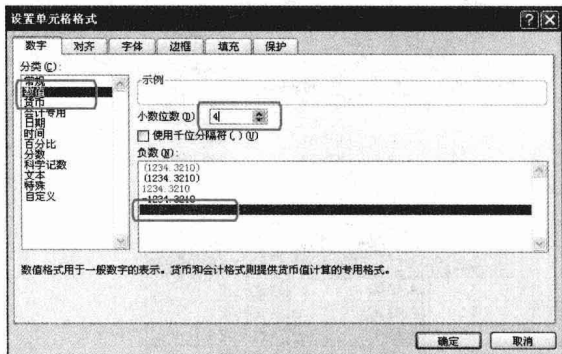 设置单元格格式
数字 对齐 字体 边框 填充 保护
分类(C):
常规
数值
货币
会计专用
日期
时间
百分比
分数
科学记数
文本
特殊
自定义
示例
小数位数(D): 4
使用千位分隔符(,)(U)
负数(N):
(1234.3210)
(1234.3210)
1234.3210
-1234.3210
数值格式用于一般数字的表示。货币和会计格式则提供货币值计算的专用格式。
确定 取消